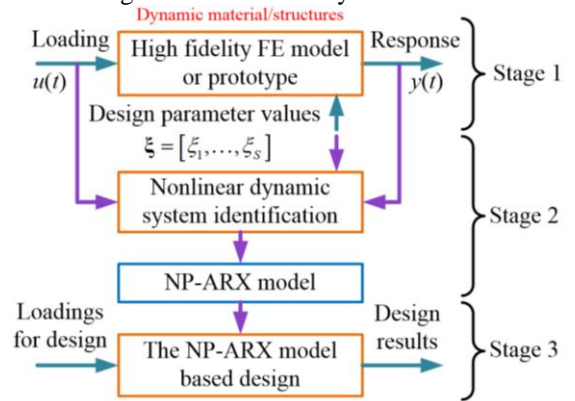 Dynamic material/structures
Loading
High fidelity FE model
or prototype
Response
u(t)
y(t)
Stage 1
Design parameter values
ξ = [ξ₁,…,ξ_S]
Nonlinear dynamic
system identification
Stage 2
NP-ARX model
Loadings
for design
The NP-ARX model
based design
Design
results
Stage 3